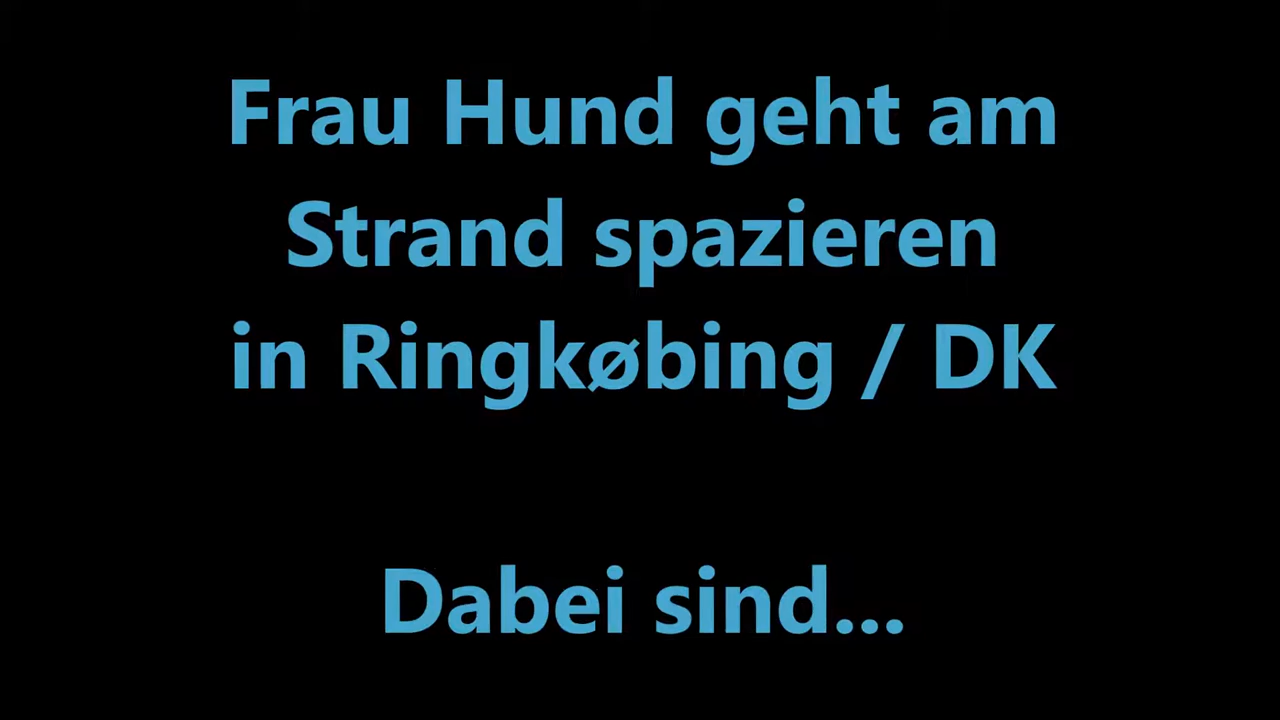 Frau Hund geht am
Strand spazieren
in Ringkøbing / DK
Dabei sind...